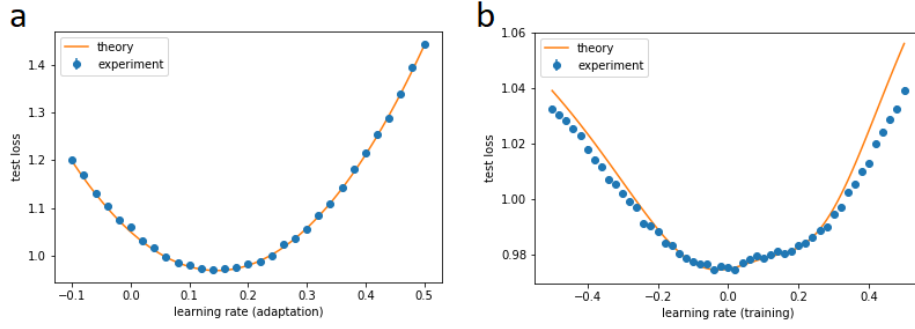 a
theory
experiment
1.4
1.3
1.2
1.1
1.0
test loss
−0.1 0.0 0.1 0.2 0.3 0.4 0.5
learning rate (adaptation)
b
theory
experiment
1.06
1.04
1.02
1.00
0.98
test loss
−0.4 −0.2 0.0 0.2 0.4
learning rate (training)